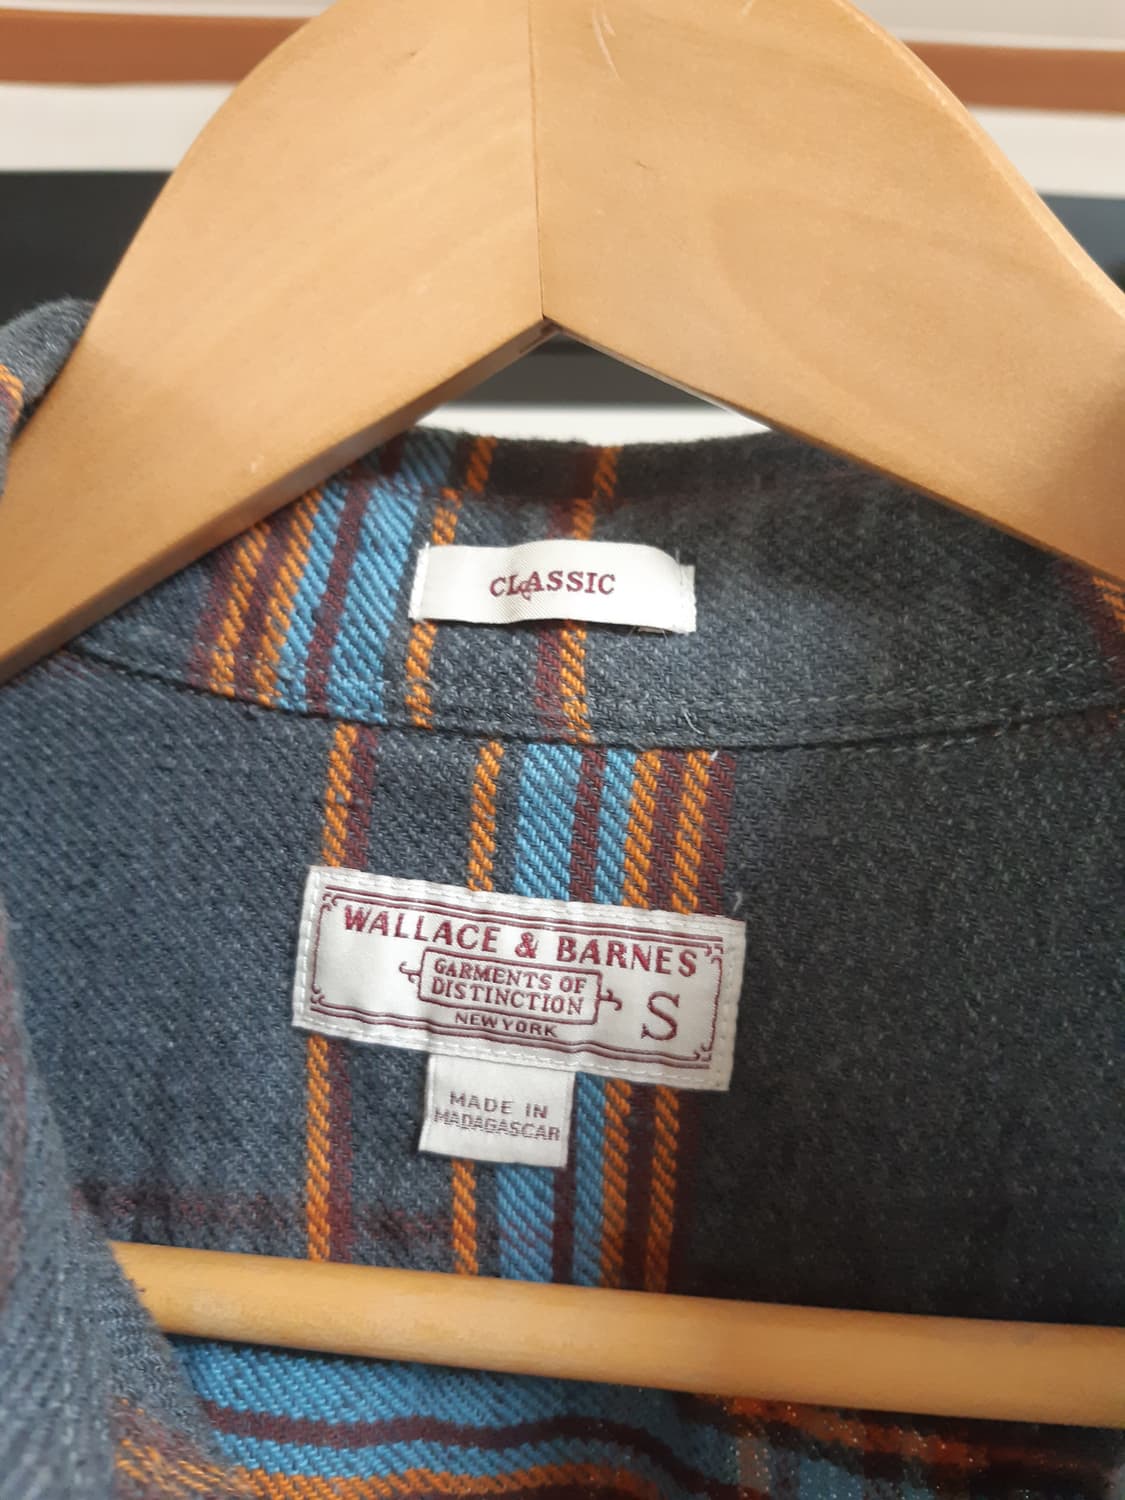 CLASSIC
WALLACE & BARNES
GARMENTS OF
DISTINCTION
NEW YORK
S
MADE IN
MADAGASCAR